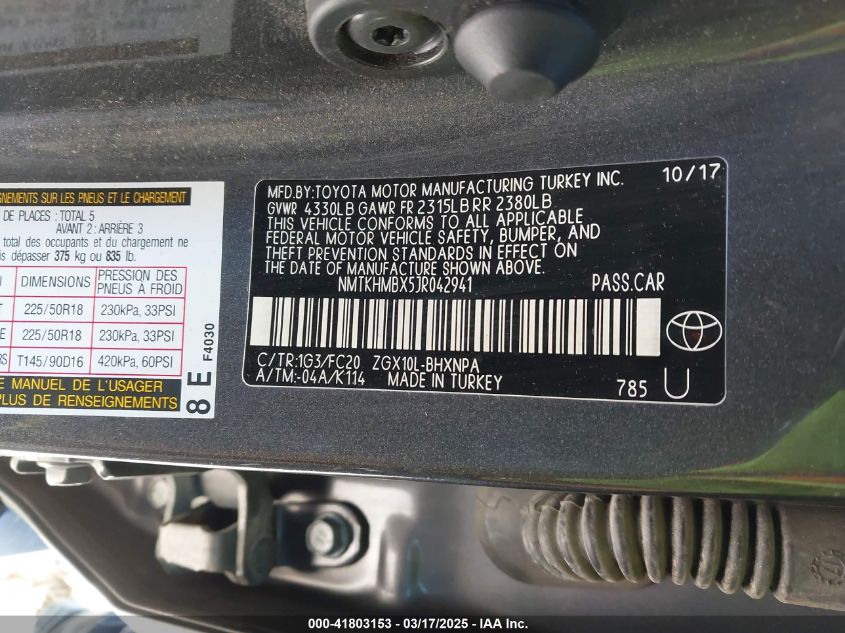 GNEMENTS SUR LES PNEUS ET LE CHARGEMENT
DE PLACES : TOTAL 5
AVANT 2 : ARRIÈRE 3
total des occupants et du chargement ne
dépasser 375 kg ou 835 lb.
DIMENSIONS PRESSION DES PNEUS À FROID
225/50R18 230kPa, 33PSI
225/50R18 230kPa, 33PSI
T145/90D16 420kPa, 60PSI
E MANUEL DE L'USAGER
PLUS DE RENSEIGNEMENTS
8 E F4030
MFD.BY:TOYOTA MOTOR MANUFACTURING TURKEY INC. 10/17
GVWR 4330LB GAWR FR 2315LB RR 2380LB
THIS VEHICLE CONFORMS TO ALL APPLICABLE
FEDERAL MOTOR VEHICLE SAFETY, BUMPER, AND
THEFT PREVENTION STANDARDS IN EFFECT ON
THE DATE OF MANUFACTURE SHOWN ABOVE.
NMTKHMBX5JR042941 PASS.CAR
C/TR:1G3/FC20 ZGX10L-BHXNPA
A/TM:-04A/K114 MADE IN TURKEY
785 U
000-41803153 - 03/17/2025 - IAA Inc.